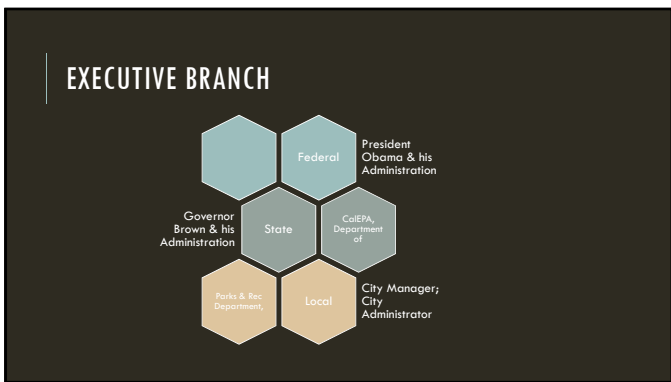 EXECUTIVE BRANCH
Federal
President
Obama & his
Administration
Governor
Brown & his
Administration
State
CalEPA,
Department
of
Parks & Rec
Department,
Local
City Manager;
City
Administrator